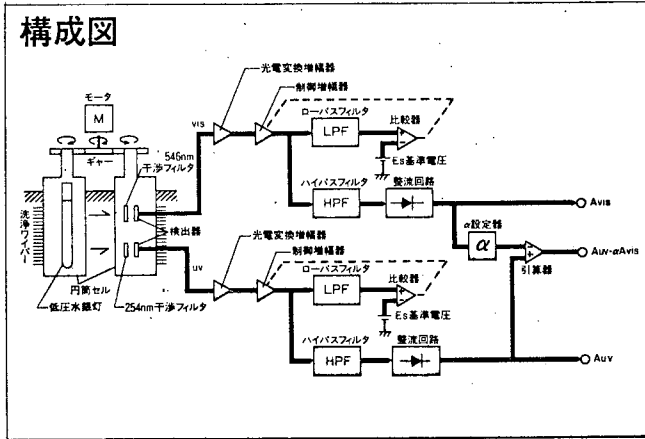 構成図
光電変換増幅器
制御増幅器
モータ
M
ギヤー
vis
546nm
干渉フィルタ
ローパスフィルタ
LPF
比較器
Es基準電圧
ハイパスフィルタ
HPF
整流回路
Avis
α設定器
α
引算器
Auv-αAvis
洗浄ワイパー
検出器
uv
円筒セル
低圧水銀灯
254nm干渉フィルタ
光電変換増幅器
制御増幅器
ローパスフィルタ
LPF
比較器
Es基準電圧
ハイパスフィルタ
HPF
整流回路
Auv